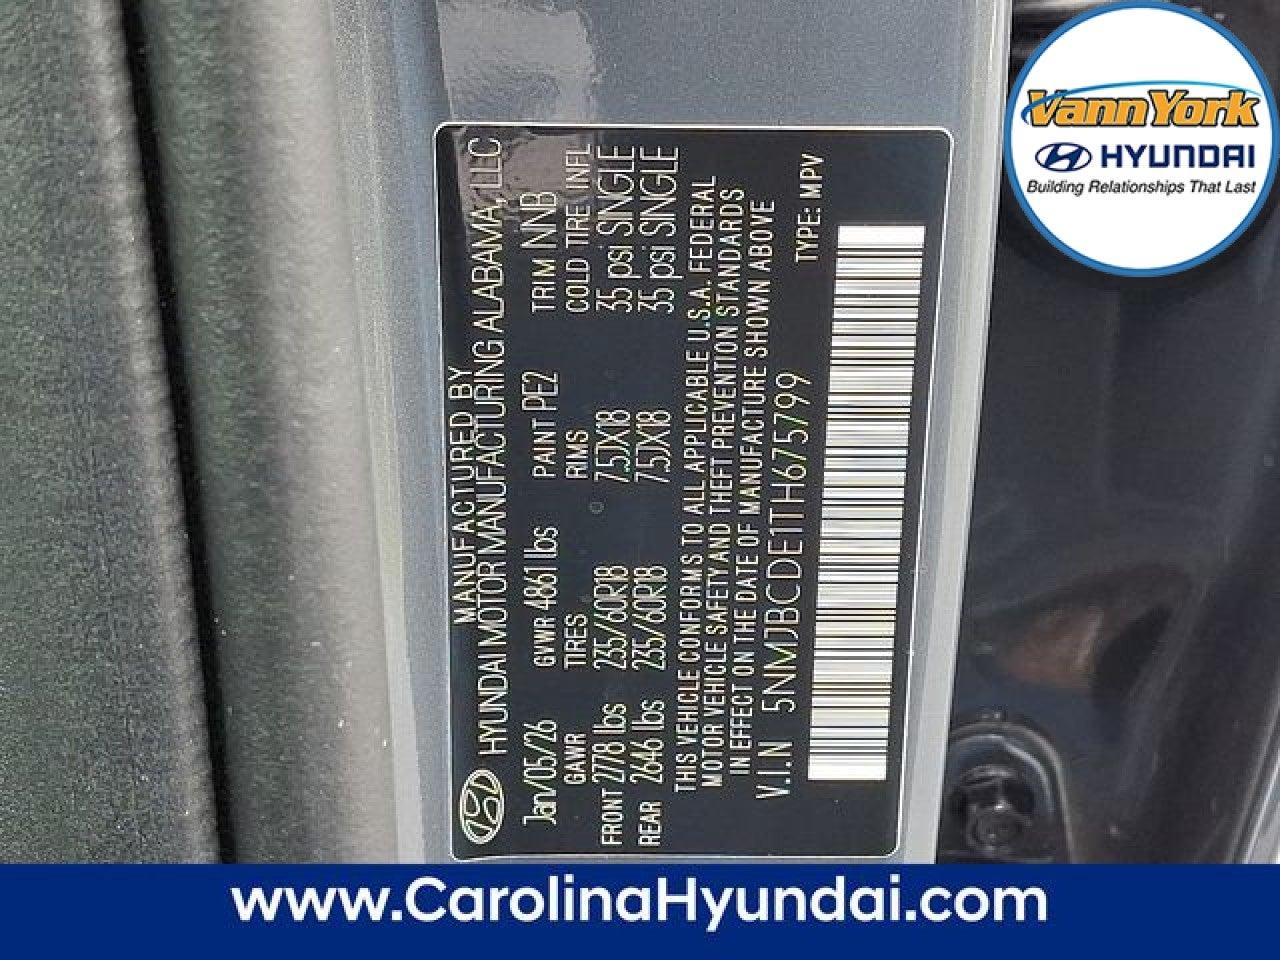 VannYork
HYUNDAI
Building Relationships That Last
MANUFACTURED BY
HYUNDAI MOTOR MANUFACTURING ALABAMA, LLC
Jan/05/26 GVWR 4861 lbs PAINT PE2 TRIM NNB
GAWR TIRES RIMS COLD TIRE INFL
FRONT 2778 lbs 235/60R18 7.5JX18 35 psi SINGLE
REAR 2646 lbs 235/60R18 7.5JX18 35 psi SINGLE
THIS VEHICLE CONFORMS TO ALL APPLICABLE U.S.A. FEDERAL
MOTOR VEHICLE SAFETY AND THEFT PREVENTION STANDARDS
IN EFFECT ON THE DATE OF MANUFACTURE SHOWN ABOVE
V.I.N 5NMJBCDE1TH675799 TYPE: MPV
www.CarolinaHyundai.com